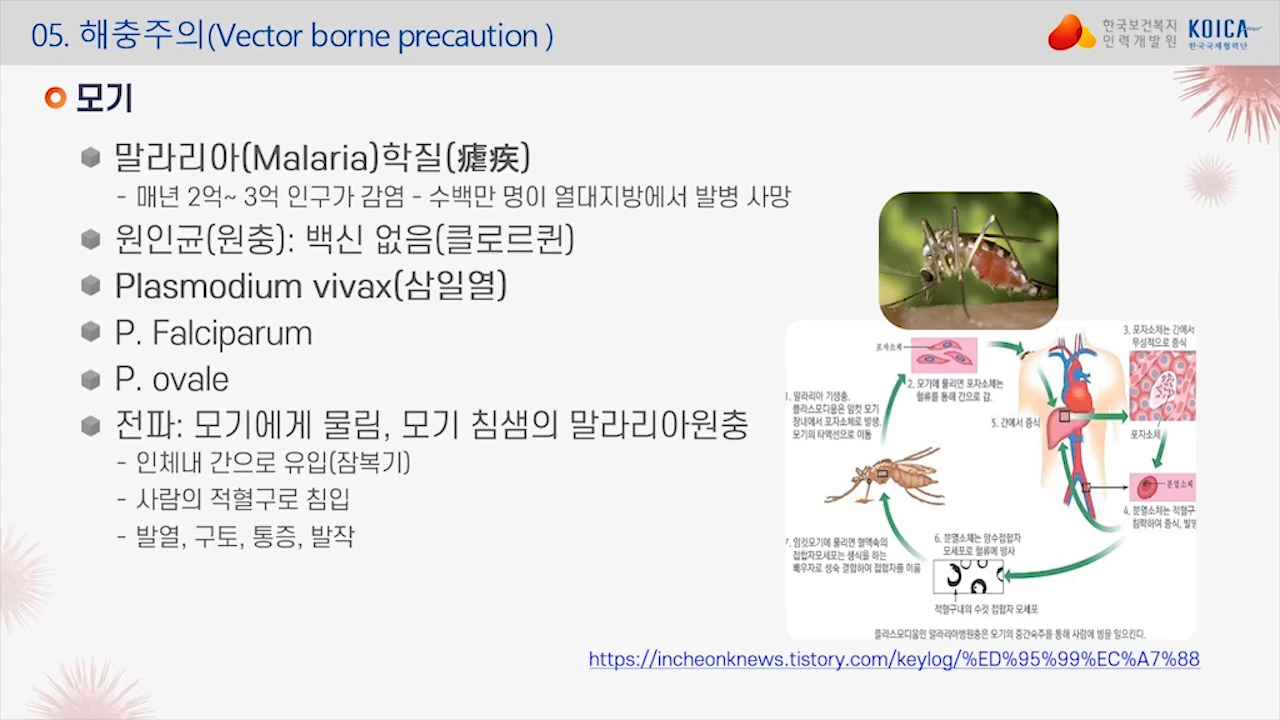 05. 해충주의(Vector borne precaution )
한국보건복지
인력개발원
KOICA
한국국제협력단
모기
말라리아(Malaria)학질(瘧疾)
- 매년 2억~ 3억 인구가 감염 - 수백만 명이 열대지방에서 발병 사망
원인균(원충): 백신 없음(클로르퀸)
Plasmodium vivax(삼일열)
P. Falciparum
P. ovale
전파: 모기에게 물림, 모기 침샘의 말라리아원충
- 인체내 간으로 유입(잠복기)
- 사람의 적혈구로 침입
- 발열, 구토, 통증, 발작
포자소체
3. 포자소체는 간에서
무성적으로 증식
2. 모기에 물리면 포자소체는
혈류를 통해 간으로 감.
1. 말라리아 기생충.
플라스모디움은 암컷 모기
장내에서 포자소체로 발생.
모기의 타액선으로 이동
5. 간에서 증식
포자소체
분열소체
4. 분열소체는 적혈구
침략하여 증식, 발병
6. 분열소체는 암수접합자
모세포로 혈류에 방사
7. 암컷모기에 물리면 혈액속의
접합자모세포는 생식을 하는
배우자로 성숙 결합하여 접합자를 이룸
적혈구내의 수컷 접합자 모세포
플라스모디움인 말라리아병원충은 모기의 중간숙주를 통해 사람에 병을 일으킨다.
https://incheonknews.tistory.com/keylog/%ED%95%99%EC%A7%88